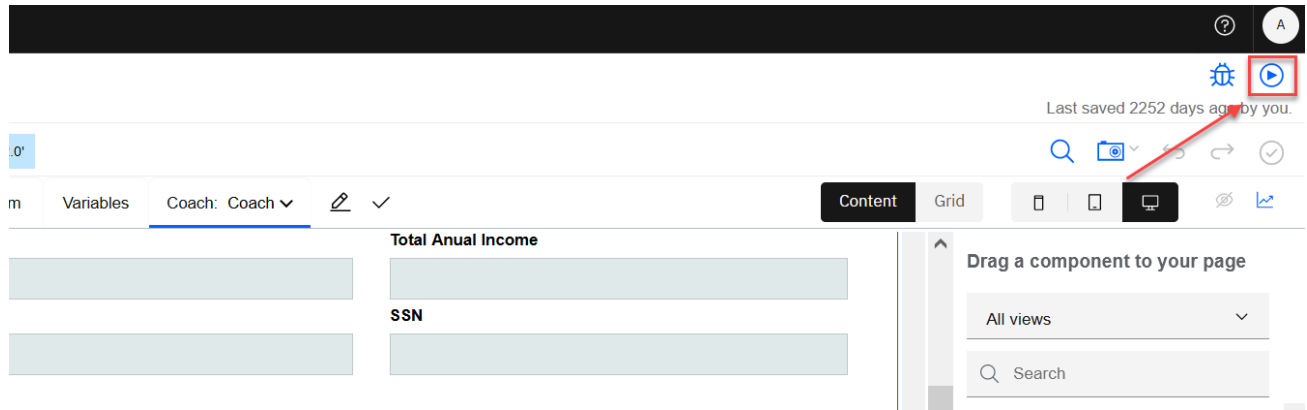 A
Last saved 2252 days ago by you.
.0'
m Variables Coach: Coach Content Grid
Total Anual Income
Drag a component to your page
SSN
All views
Search